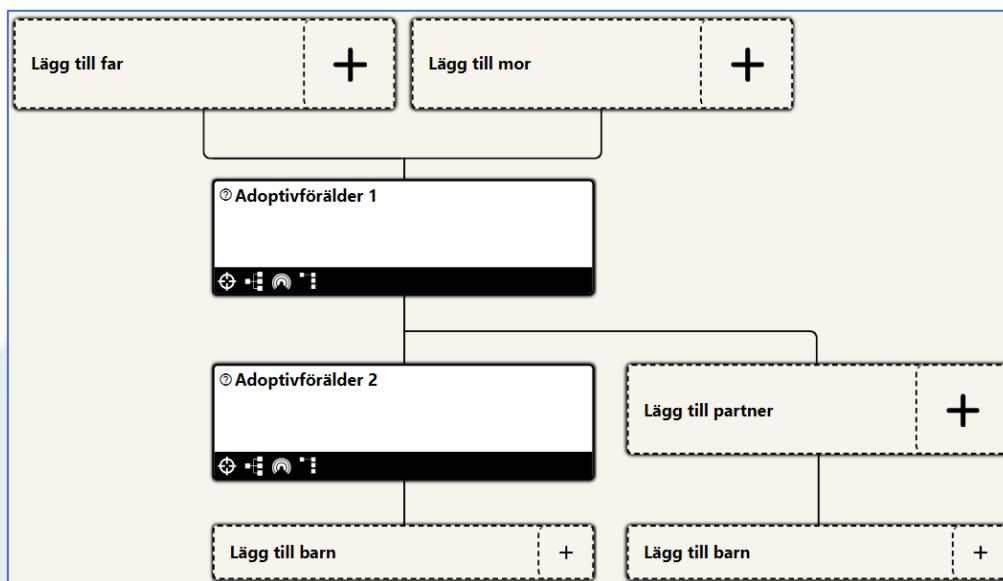 Lägg till far
Lägg till mor
Adoptivförälder 1
Adoptivförälder 2
Lägg till partner
Lägg till barn
Lägg till barn